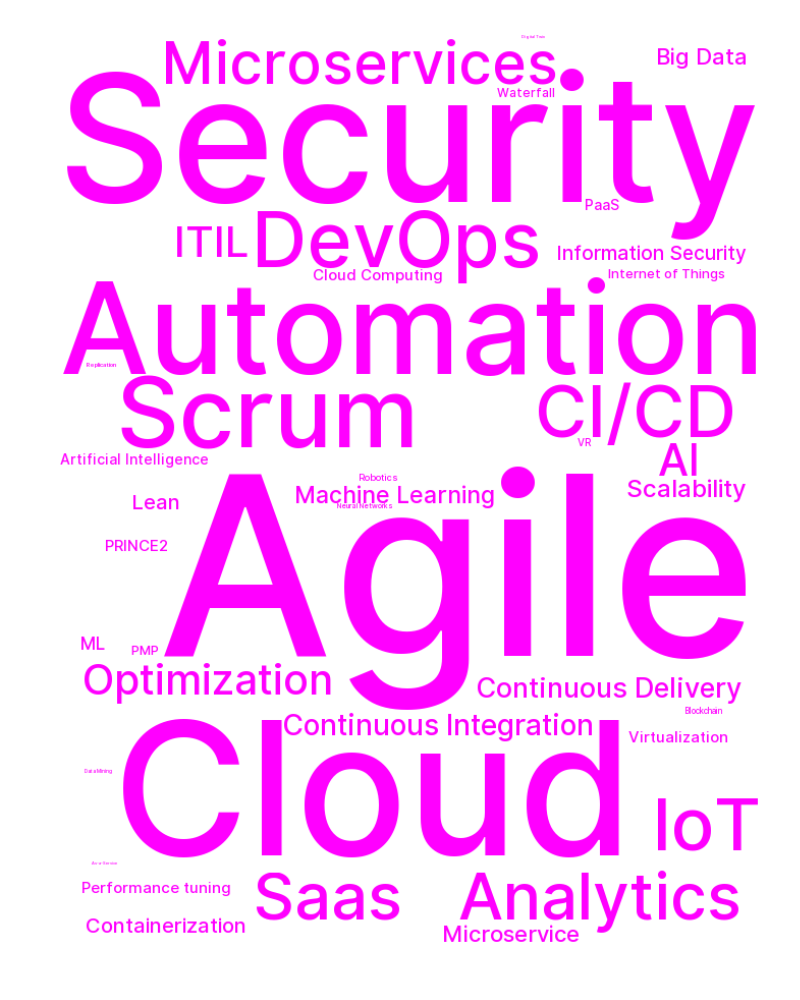 Digital Twin
Microservices
Big Data
Waterfall
Security
PaaS
ITIL
DevOps
Information Security
Cloud Computing
Internet of Things
Automation
Replication
Scrum
CI/CD
VR
AI
Artificial Intelligence
Robotics
Machine Learning
Scalability
Neural Networks
Lean
Agile
PRINCE2
ML
PMP
Optimization
Continuous Delivery
Blockchain
Continuous Integration
Virtualization
Cloud
Data Mining
IoT
Performance tuning
Saas
Analytics
Containerization
Microservice